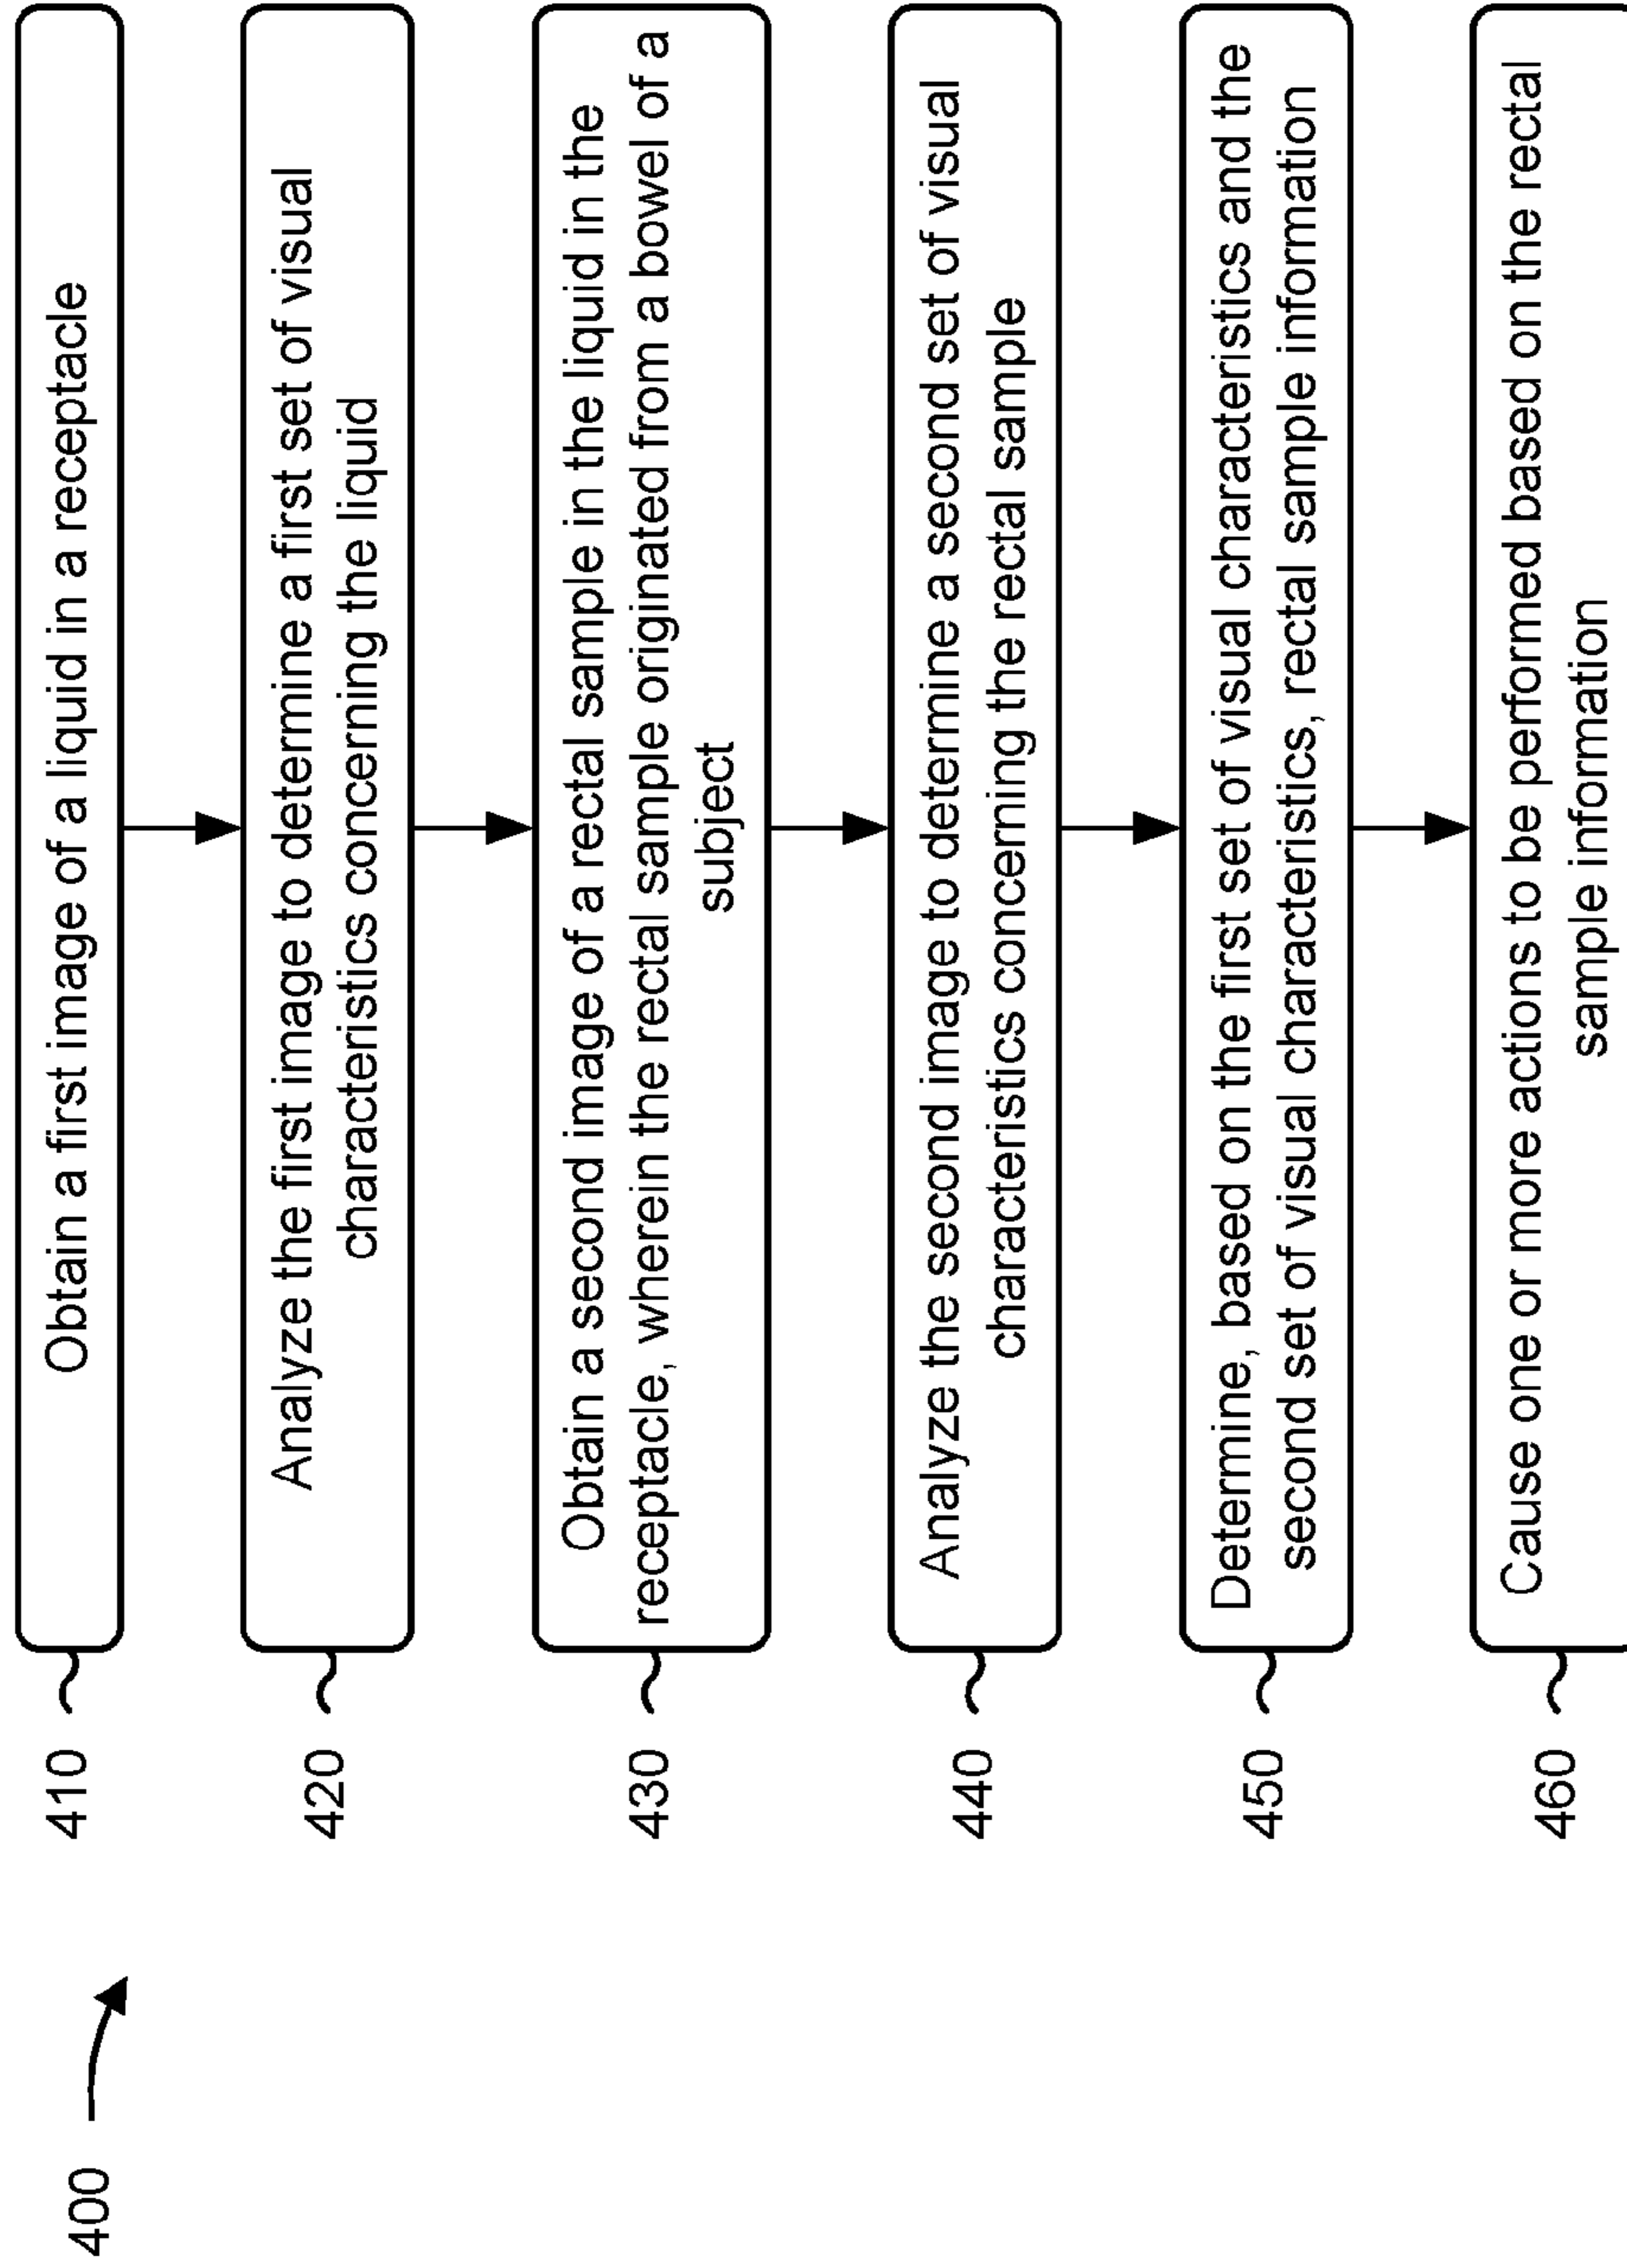 400
410
Obtain a first image of a liquid in a receptacle
420
Analyze the first image to determine a first set of visual
characteristics concerning the liquid
430
Obtain a second image of a rectal sample in the liquid in the
receptacle, wherein the rectal sample originated from a bowel of a
subject
440
Analyze the second image to determine a second set of visual
characteristics concerning the rectal sample
450
Determine, based on the first set of visual characteristics and the
second set of visual characteristics, rectal sample information
460
Cause one or more actions to be performed based on the rectal
sample information